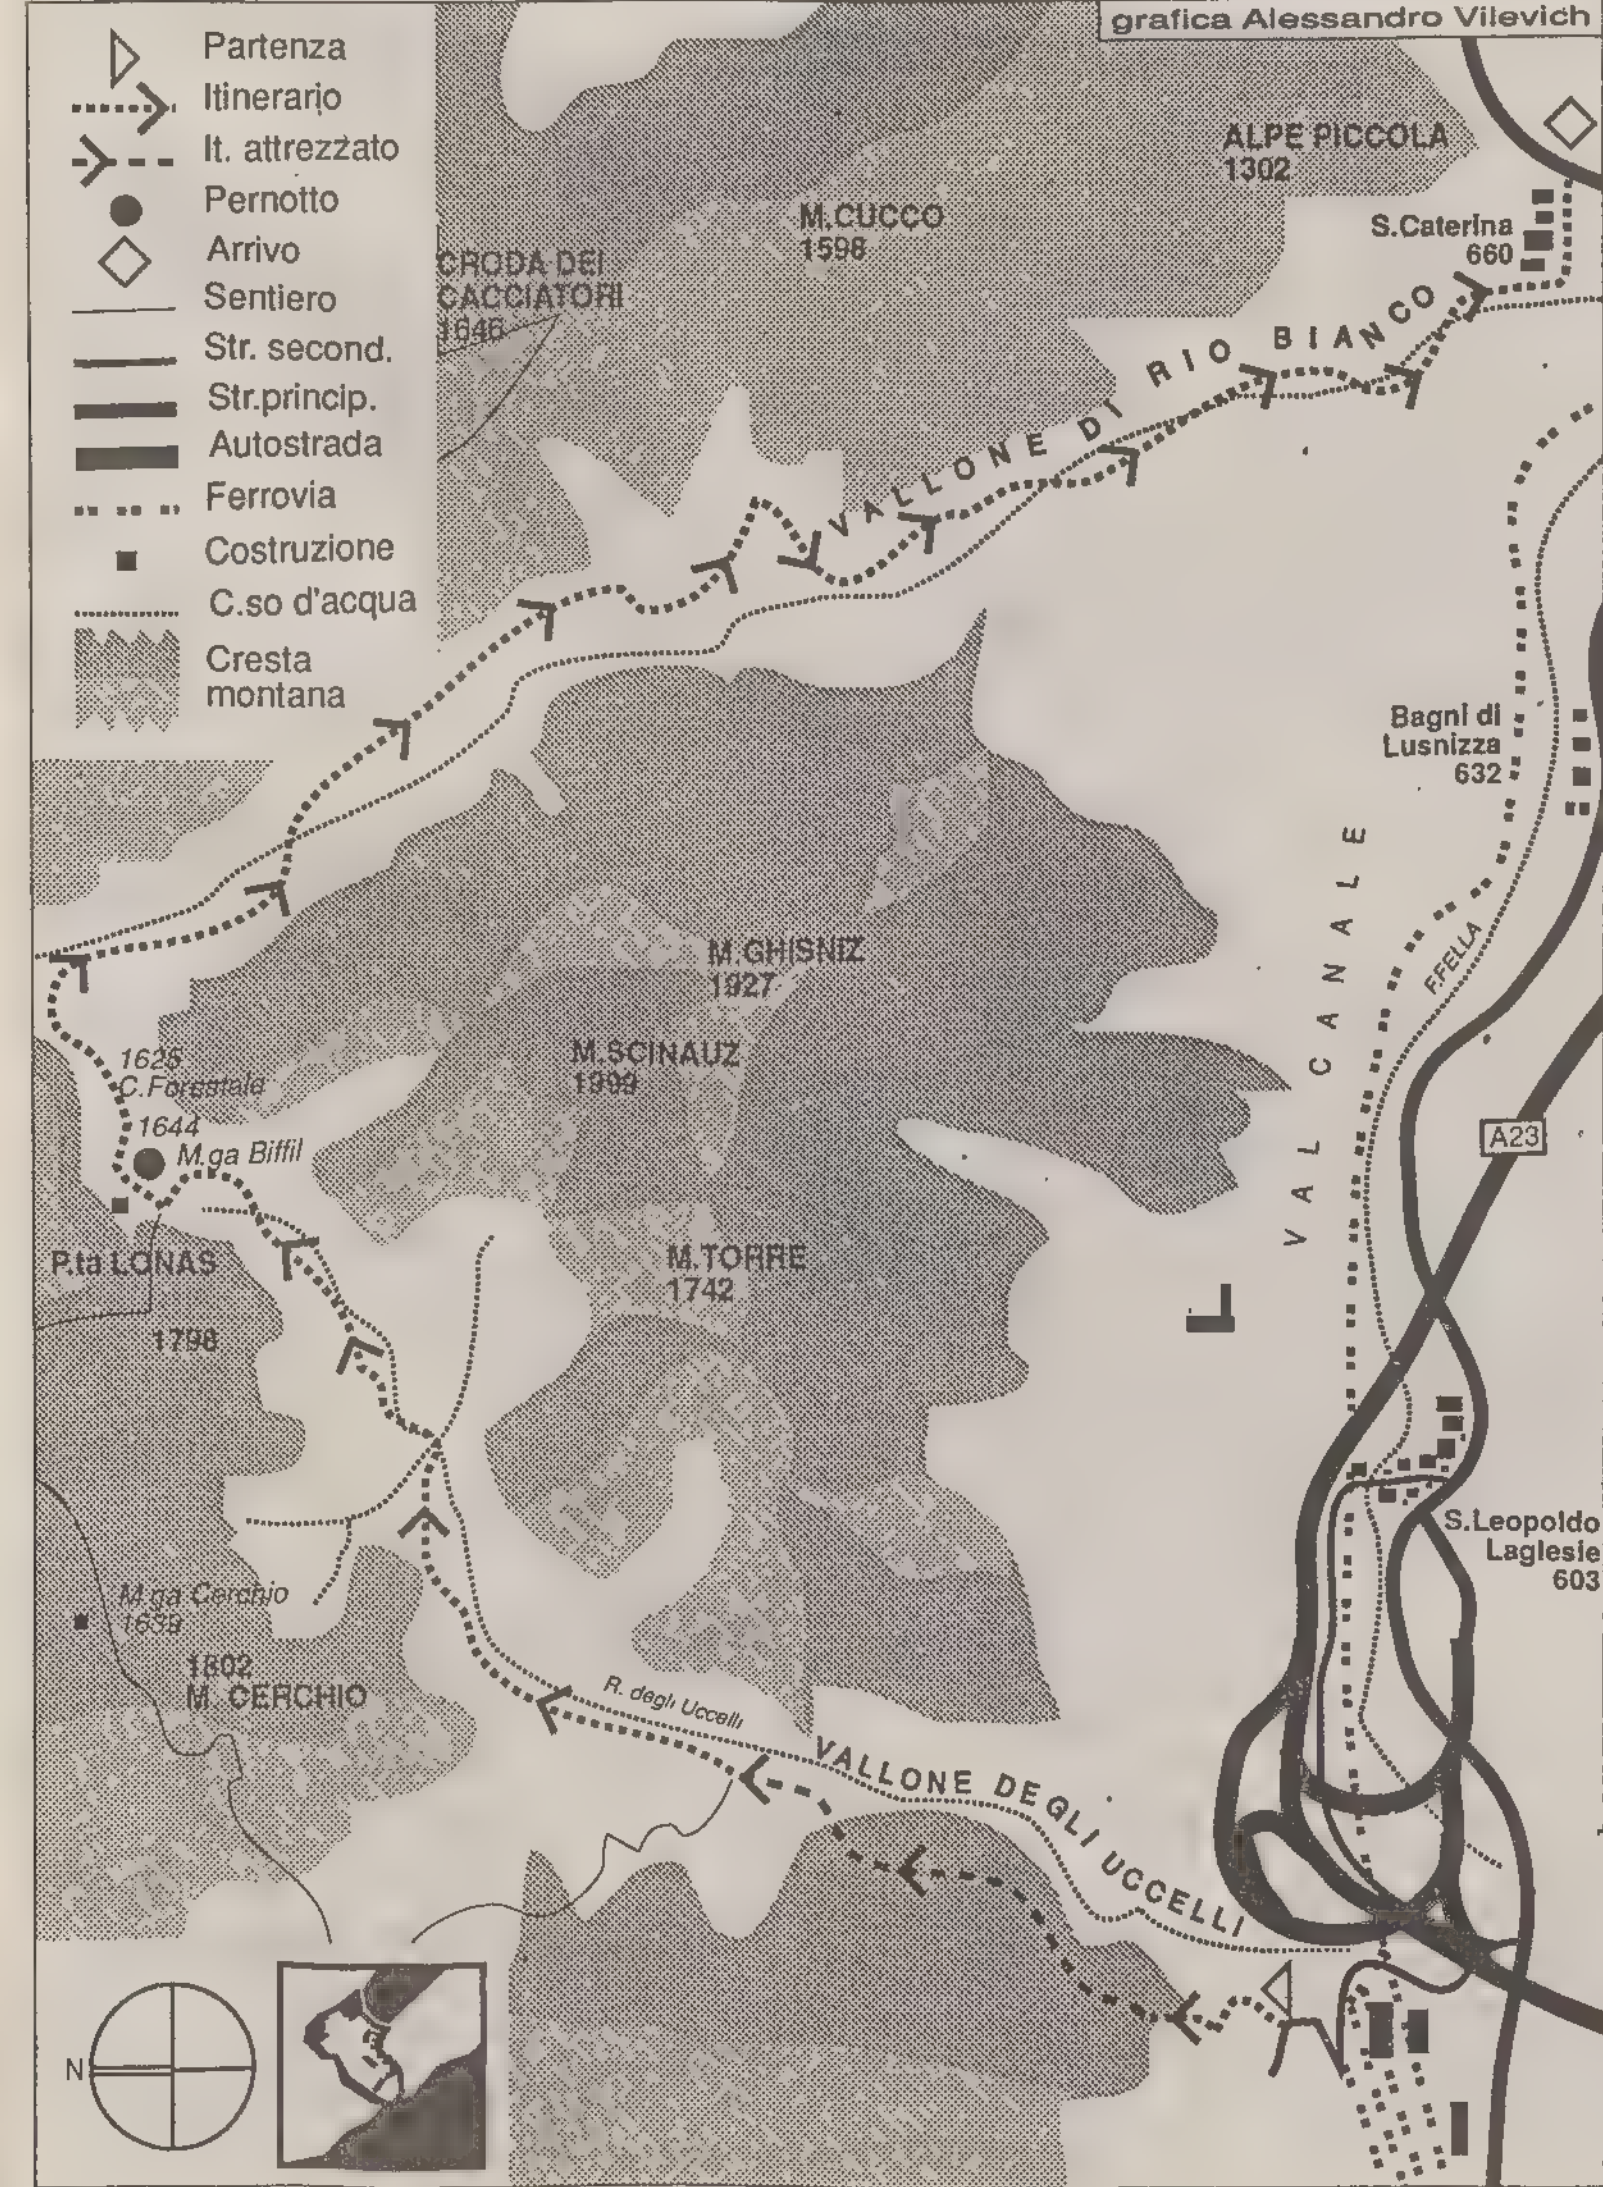 grafica Alessandro Vilevich
Partenza
Itinerario
It. attrezzato
Pernotto
Arrivo
Sentiero
Str. second.
Str.princip.
Autostrada
Ferrovia
Costruzione
C.so d'acqua
Cresta
montana
ALPE PICCOLA
1302
M.CUCCO
1598
S.Caterina
660
CRODA DEI
CACCIATORI
1646
VALLONE DI RIO BIANCO
Bagni di
Lusnizza
632
VAL CANALE
F.FELLA
M.GHISNIZ
1927
M.SCINAUZ
1999
1625
C.Forestale
1644
M.ga Biffil
A23
P.ta LONAS
1798
M.TORRE
1742
S.Leopoldo
Laglesie
603
M.ga Cerchio
1689
1802
M. CERCHIO
R. degli Uccelli
VALLONE DEGLI UCCELLI
N